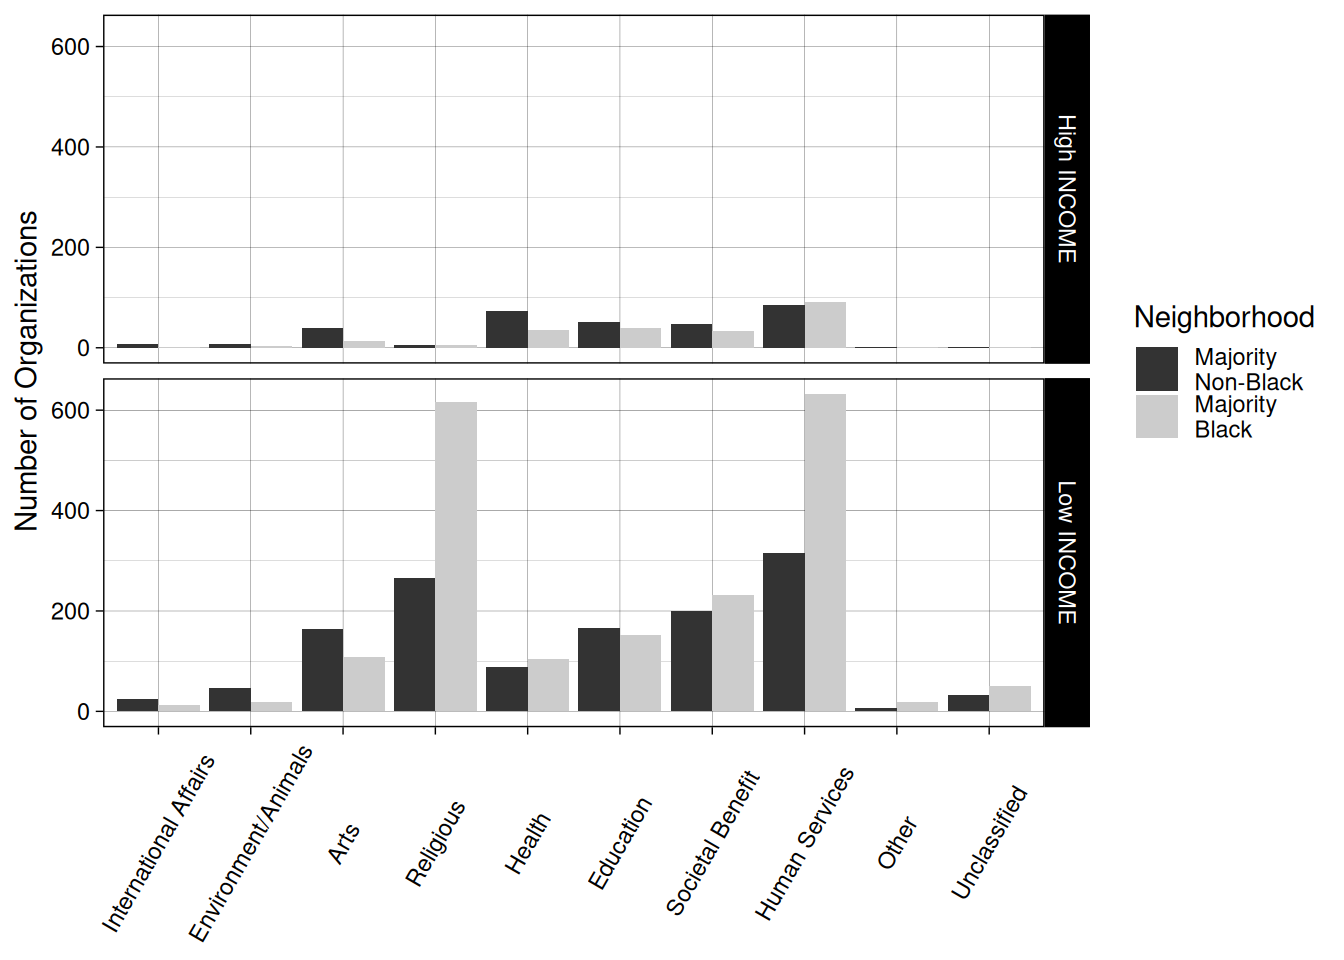 600
400
200
0
High INCOME
600
400
200
0
Low INCOME
Number of Organizations
International Affairs
Environment/Animals
Arts
Religious
Health
Education
Societal Benefit
Human Services
Other
Unclassified
Neighborhood
Majority
Non-Black
Majority
Black